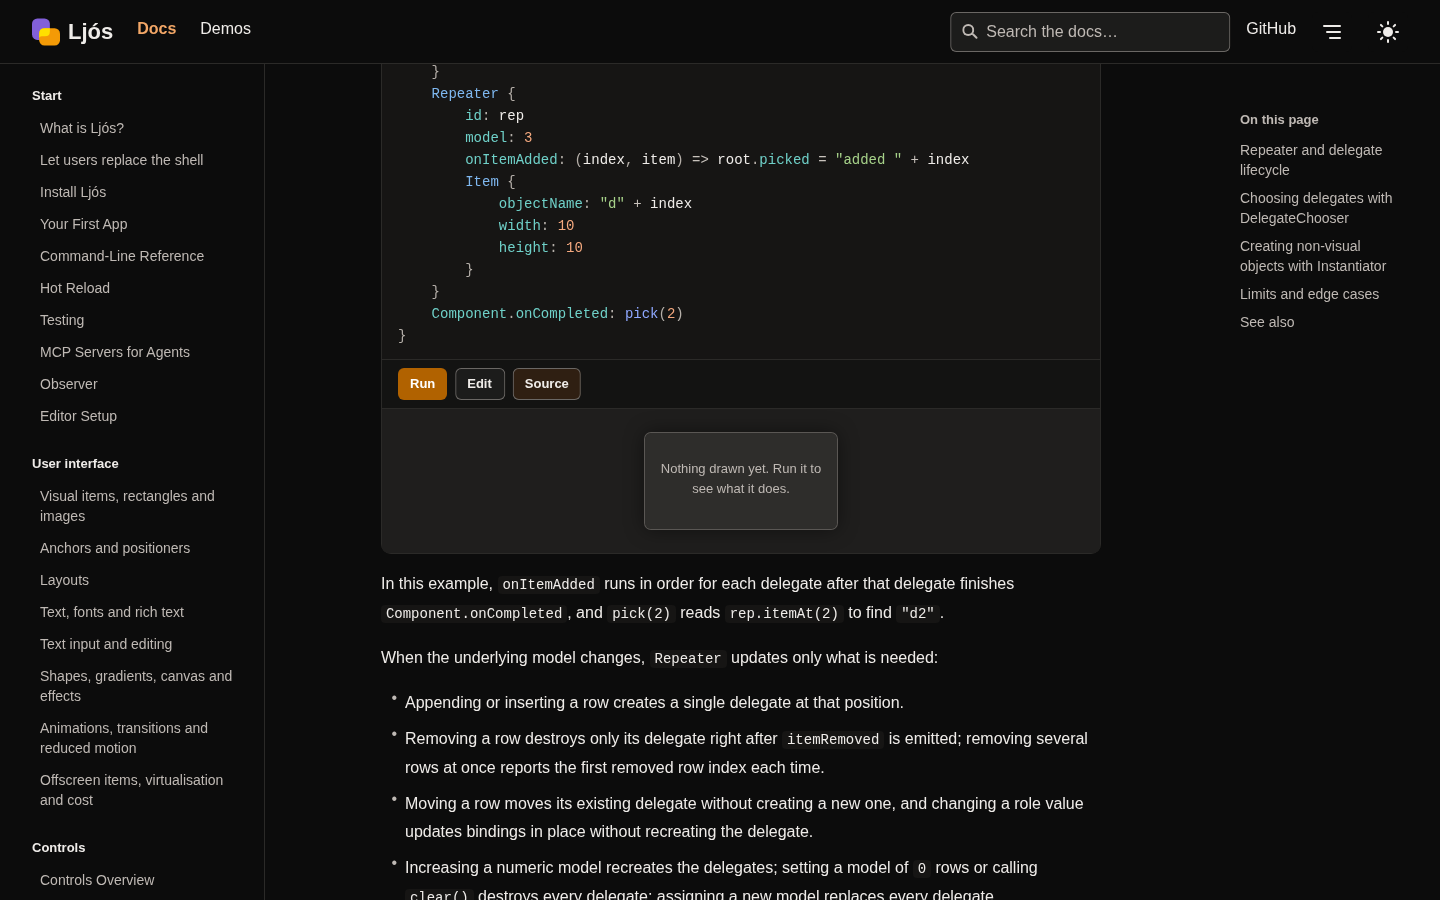 Ljós
Docs
Demos
Search the docs…
GitHub
Start
What is Ljós?
Let users replace the shell
Install Ljós
Your First App
Command-Line Reference
Hot Reload
Testing
MCP Servers for Agents
Observer
Editor Setup
User interface
Visual items, rectangles and
images
Anchors and positioners
Layouts
Text, fonts and rich text
Text input and editing
Shapes, gradients, canvas and
effects
Animations, transitions and
reduced motion
Offscreen items, virtualisation
and cost
Controls
Controls Overview
}
Repeater {
id: rep
model: 3
onItemAdded: (index, item) => root.picked = "added " + index
Item {
objectName: "d" + index
width: 10
height: 10
}
}
Component.onCompleted: pick(2)
}
Run
Edit
Source
Nothing drawn yet. Run it to
see what it does.
In this example, onItemAdded runs in order for each delegate after that delegate finishes
Component.onCompleted, and pick(2) reads rep.itemAt(2) to find "d2".
When the underlying model changes, Repeater updates only what is needed:
• Appending or inserting a row creates a single delegate at that position.
• Removing a row destroys only its delegate right after itemRemoved is emitted; removing several
rows at once reports the first removed row index each time.
• Moving a row moves its existing delegate without creating a new one, and changing a role value
updates bindings in place without recreating the delegate.
• Increasing a numeric model recreates the delegates; setting a model of 0 rows or calling
clear() destroys every delegate; assigning a new model replaces every delegate.
On this page
Repeater and delegate
lifecycle
Choosing delegates with
DelegateChooser
Creating non-visual
objects with Instantiator
Limits and edge cases
See also